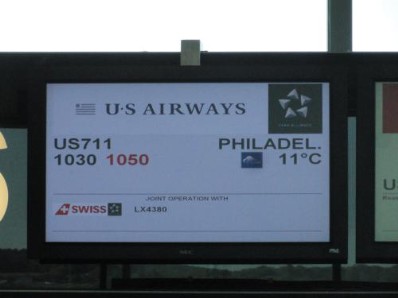 U·S AIRWAYS
US711 PHILADEL.
1030 1050 11°C
JOINT OPERATION WITH
SWISS LX4380